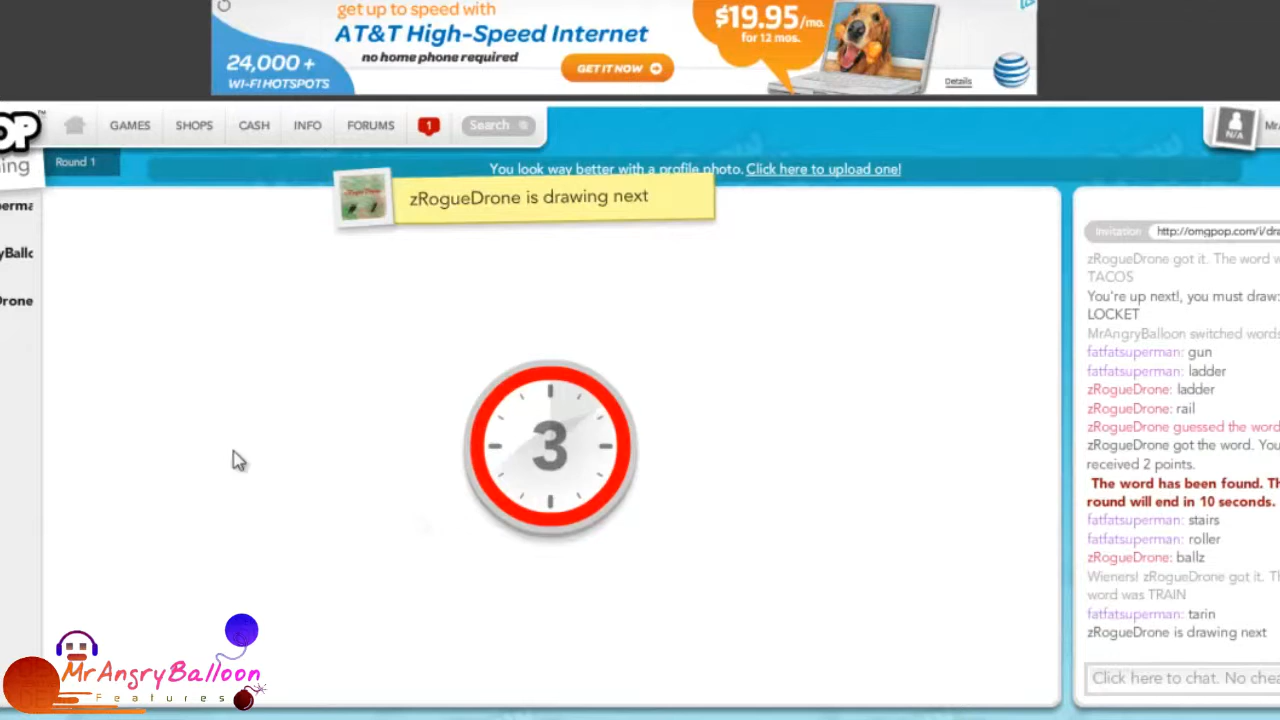 get up to speed with
AT&T High-Speed Internet
no home phone required
24,000 +
WI-FI HOTSPOTS
GET IT NOW
$19.95/mo.
for 12 mos.
Details
OP™
GAMES SHOPS CASH INFO FORUMS 1 Search
N/A
Mr
ning
Round 1
You look way better with a profile photo. Click here to upload one!
zRogueDrone is drawing next
perma
yBallo
Drone
3
Invitation http://omgpop.com/i/dra
zRogueDrone got it. The word w
TACOS
You're up next!, you must draw:
LOCKET
MrAngryBalloon switched words
fatfatsuperman: gun
fatfatsuperman: ladder
zRogueDrone: ladder
zRogueDrone: rail
zRogueDrone guessed the word
zRogueDrone got the word. You
received 2 points.
The word has been found. Th
round will end in 10 seconds.
fatfatsuperman: stairs
fatfatsuperman: roller
zRogueDrone: ballz
Wieners! zRogueDrone got it. Th
word was TRAIN
fatfatsuperman: tarin
zRogueDrone is drawing next
Click here to chat. No chea
MrAngryBalloon
Features